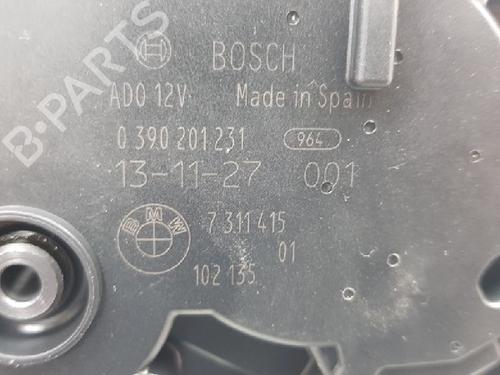 BOSCH
ADO 12V Made in Spain
0 390 201 231 964
13-11-27 001
BMW 7 311 415
01
102 135
B-PARTS